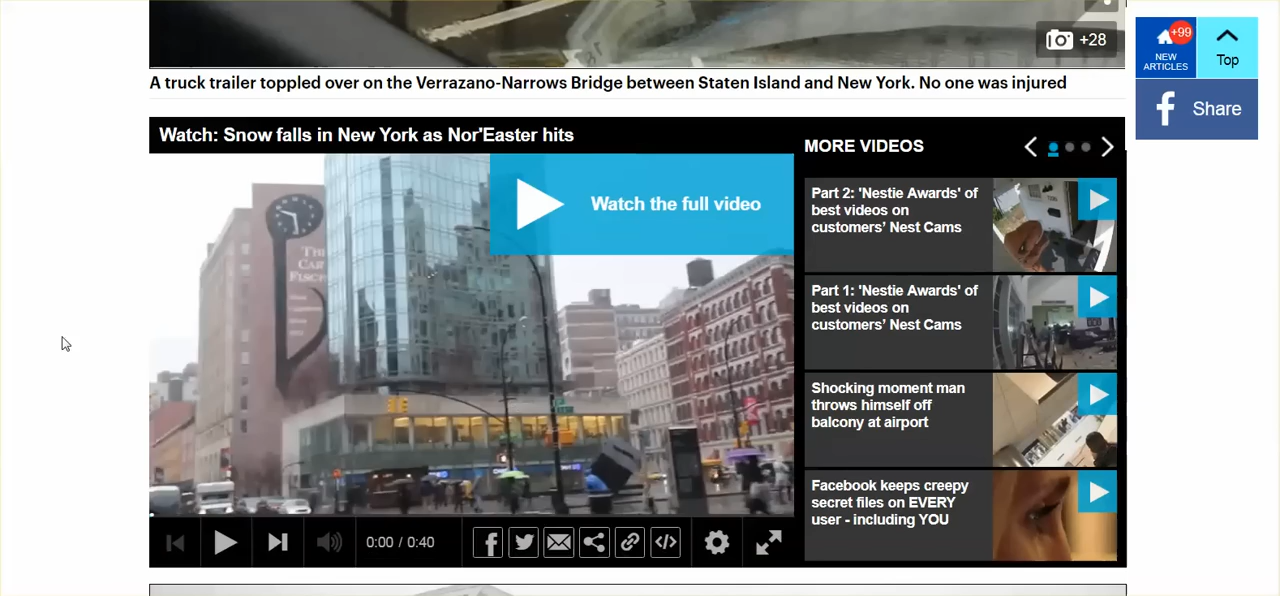 +28
+99
NEW
ARTICLES
Top
Share
A truck trailer toppled over on the Verrazano-Narrows Bridge between Staten Island and New York. No one was injured
Watch: Snow falls in New York as Nor'Easter hits
Watch the full video
THE
CAR
FISC
0:00 / 0:40
MORE VIDEOS
Part 2: 'Nestie Awards' of
best videos on
customers’ Nest Cams
Part 1: 'Nestie Awards' of
best videos on
customers’ Nest Cams
Shocking moment man
throws himself off
balcony at airport
Facebook keeps creepy
secret files on EVERY
user - including YOU